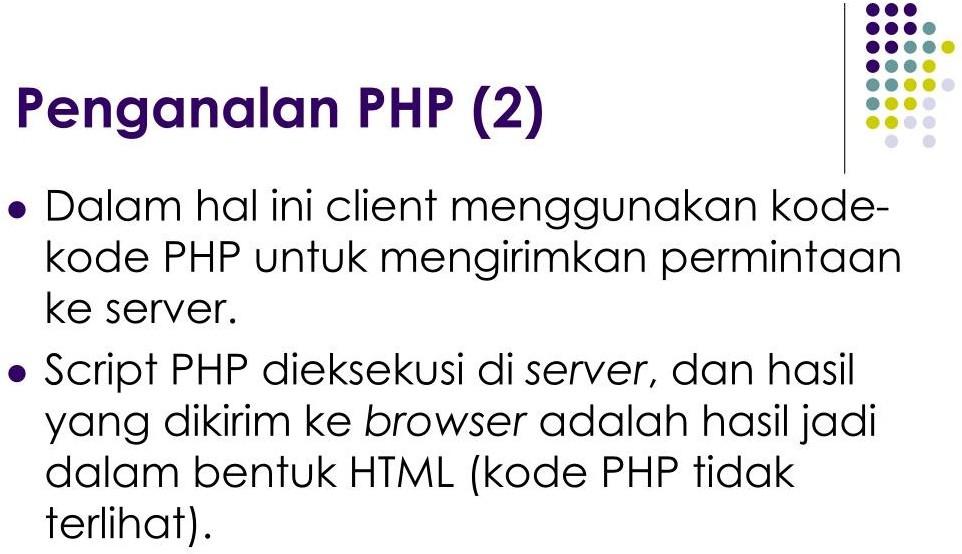 Penganalan PHP (2)
● Dalam hal ini client menggunakan kode-
kode PHP untuk mengirimkan permintaan
ke server.
● Script PHP dieksekusi di server, dan hasil
yang dikirim ke browser adalah hasil jadi
dalam bentuk HTML (kode PHP tidak
terlihat).